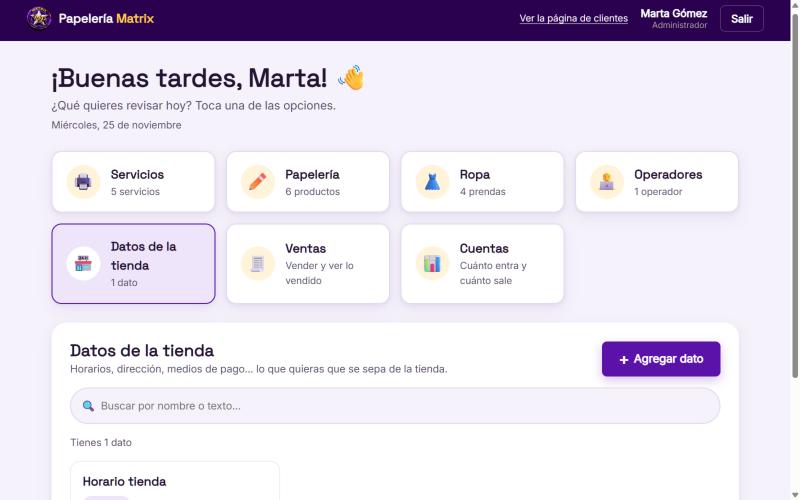 Papelería Matrix
Ver la página de clientes
Marta Gómez
Administrador
Salir
¡Buenas tardes, Marta! 👋
¿Qué quieres revisar hoy? Toca una de las opciones.
Miércoles, 25 de noviembre
Servicios
5 servicios
Papelería
6 productos
Ropa
4 prendas
Operadores
1 operador
Datos de la
tienda
1 dato
Ventas
Vender y ver lo
vendido
Cuentas
Cuánto entra y
cuánto sale
Datos de la tienda
Horarios, dirección, medios de pago... lo que quieras que se sepa de la tienda.
+ Agregar dato
Buscar por nombre o texto...
Tienes 1 dato
Horario tienda